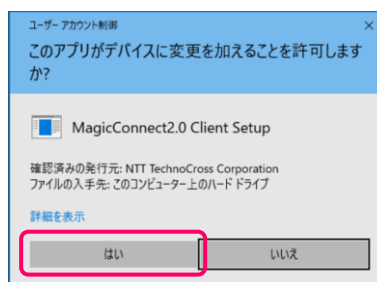 ユーザー アカウント制御
×
このアプリがデバイスに変更を加えることを許可します
か?
MagicConnect2.0 Client Setup
確認済みの発行元: NTT TechnoCross Corporation
ファイルの入手先: このコンピューター上のハード ドライブ
詳細を表示
はい
いいえ